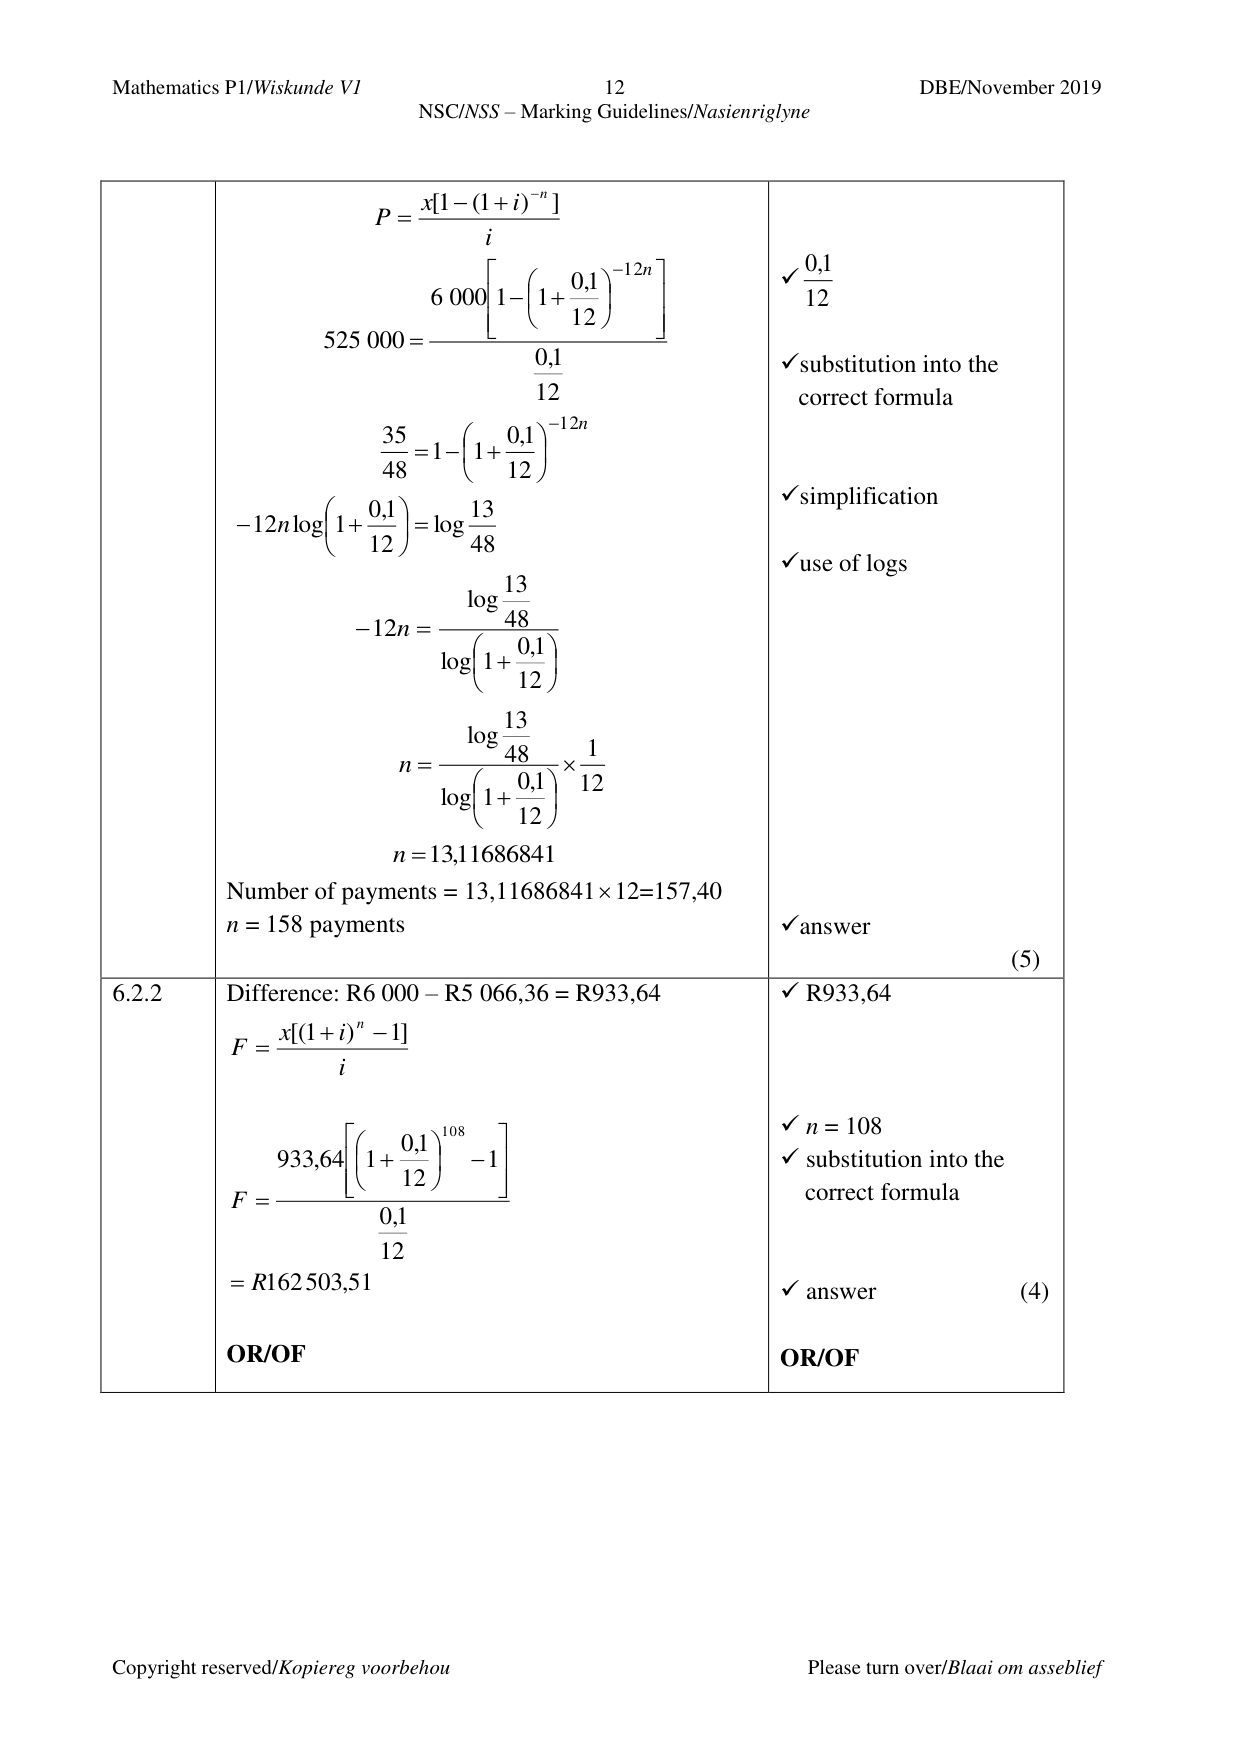 Mathematics P1/Wiskunde V1 12 DBE/November 2019
NSC/NSS – Marking Guidelines/Nasienriglyne
P = x[1 − (1 + i)^−n] / i
✓ 0,1/12
525 000 = 6 000[1 − (1 + 0,1/12)^−12n] / (0,1/12)
✓substitution into the
correct formula
35/48 = 1 − (1 + 0,1/12)^−12n
✓simplification
−12n log(1 + 0,1/12) = log 13/48
✓use of logs
−12n = log 13/48 / log(1 + 0,1/12)
n = log 13/48 / log(1 + 0,1/12) × 1/12
n = 13,11686841
Number of payments = 13,11686841 × 12=157,40
n = 158 payments
✓answer
(5)
6.2.2 Difference: R6 000 – R5 066,36 = R933,64 ✓ R933,64
F = x[(1 + i)^n − 1] / i
✓ n = 108
F = 933,64[(1 + 0,1/12)^108 − 1] / (0,1/12)
✓ substitution into the
correct formula
= R162 503,51
✓ answer (4)
OR/OF OR/OF
Copyright reserved/Kopiereg voorbehou Please turn over/Blaai om asseblief